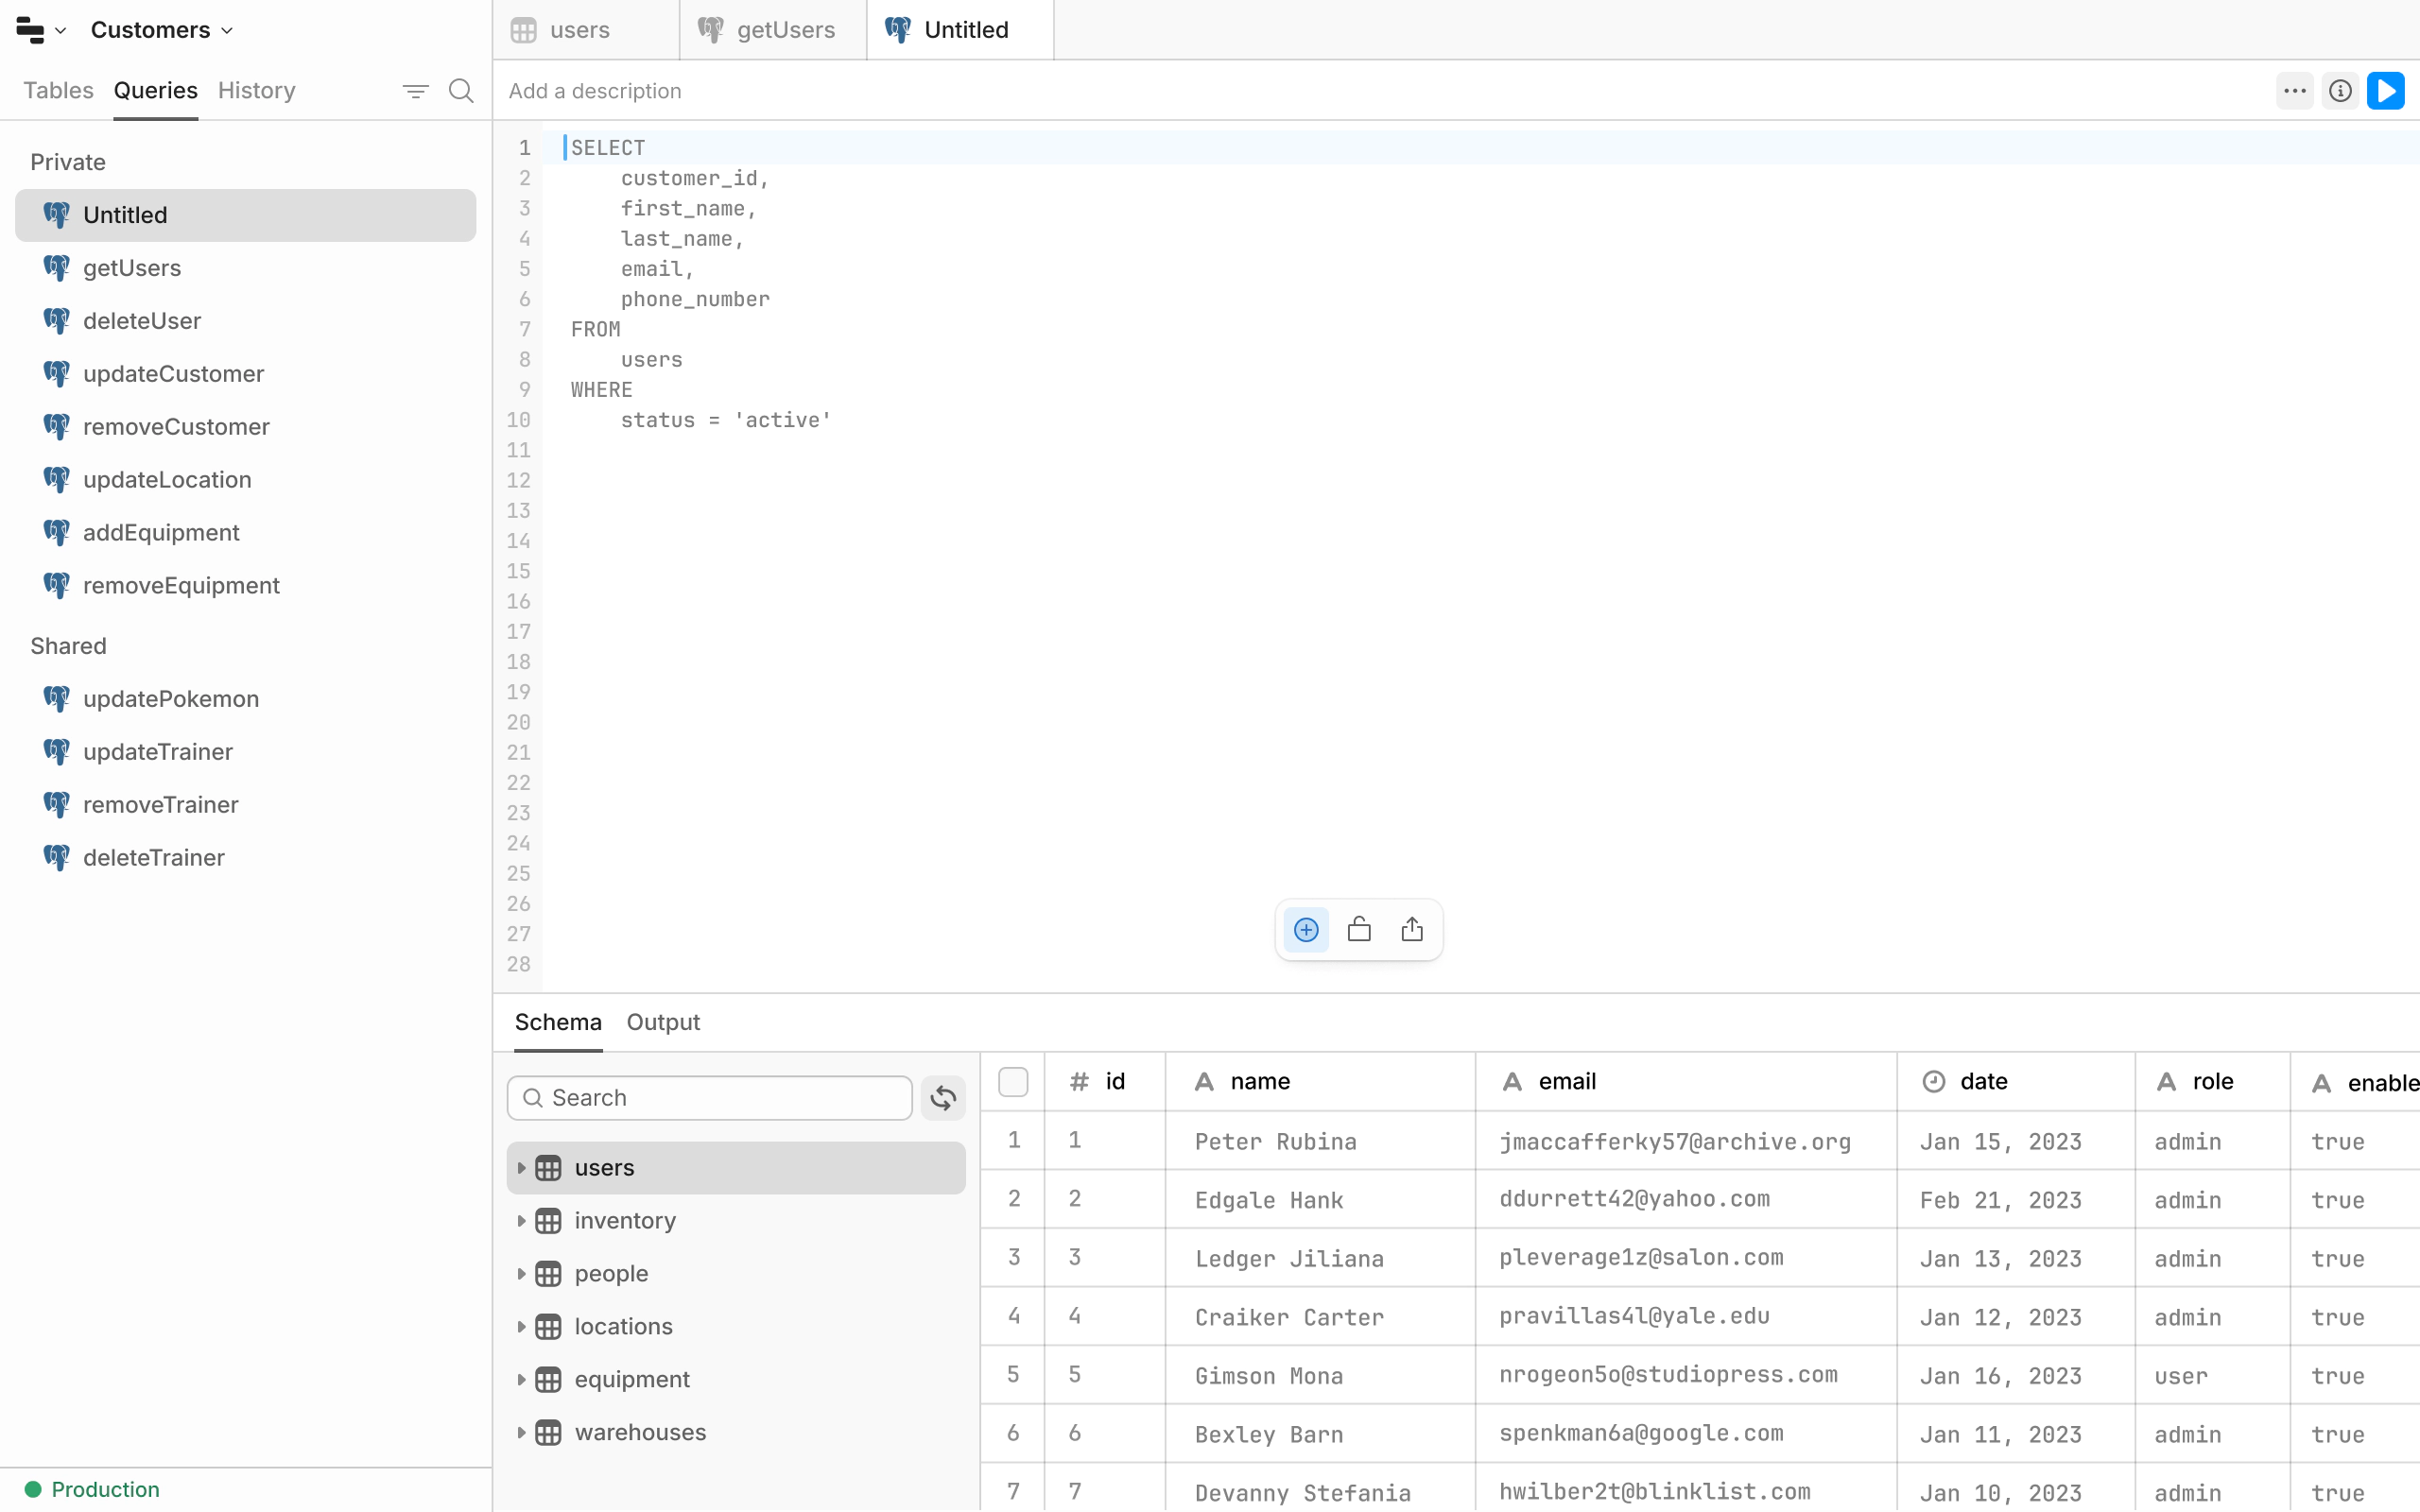 Customers
Tables Queries History
Private
Untitled
getUsers
deleteUser
updateCustomer
removeCustomer
updateLocation
addEquipment
removeEquipment
Shared
updatePokemon
updateTrainer
removeTrainer
deleteTrainer
Production
users getUsers Untitled
Add a description
1 SELECT
2 customer_id,
3 first_name,
4 last_name,
5 email,
6 phone_number
7 FROM
8 users
9 WHERE
10 status = 'active'
11
12
13
14
15
16
17
18
19
20
21
22
23
24
25
26
27
28
Schema Output
Search
users
inventory
people
locations
equipment
warehouses
# id A name A email date A role A enable
1 1 Peter Rubina jmaccafferky57@archive.org Jan 15, 2023 admin true
2 2 Edgale Hank ddurrett42@yahoo.com Feb 21, 2023 admin true
3 3 Ledger Jiliana pleverage1z@salon.com Jan 13, 2023 admin true
4 4 Craiker Carter pravillas4l@yale.edu Jan 12, 2023 admin true
5 5 Gimson Mona nrogeon5o@studiopress.com Jan 16, 2023 user true
6 6 Bexley Barn spenkman6a@google.com Jan 11, 2023 admin true
7 7 Devanny Stefania hwilber2t@blinklist.com Jan 10, 2023 admin true